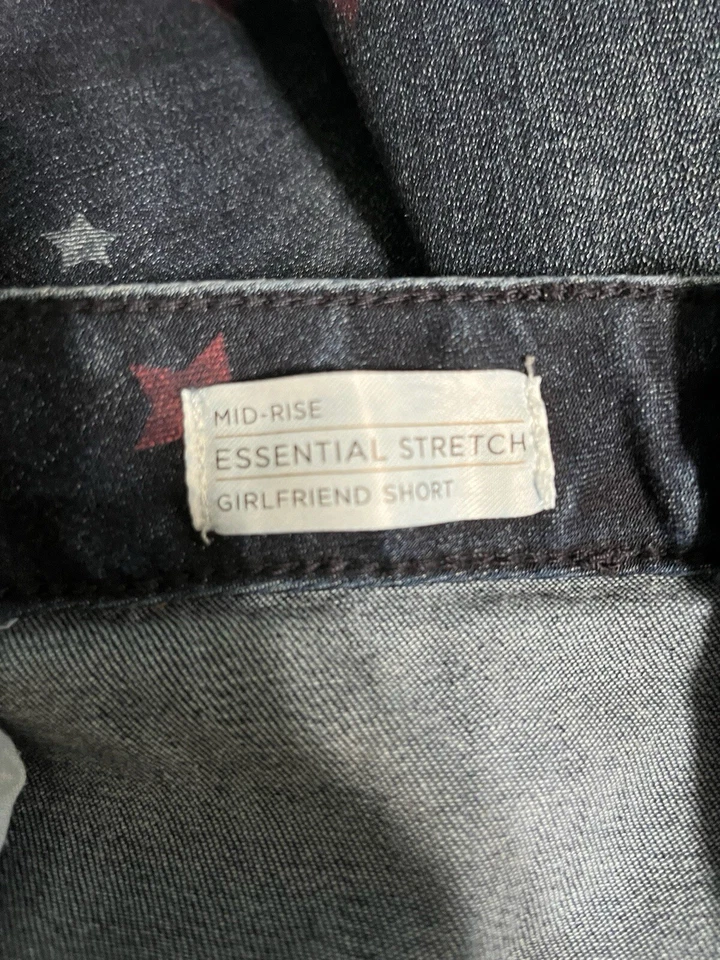 MID-RISE
ESSENTIAL STRETCH
GIRLFRIEND SHORT